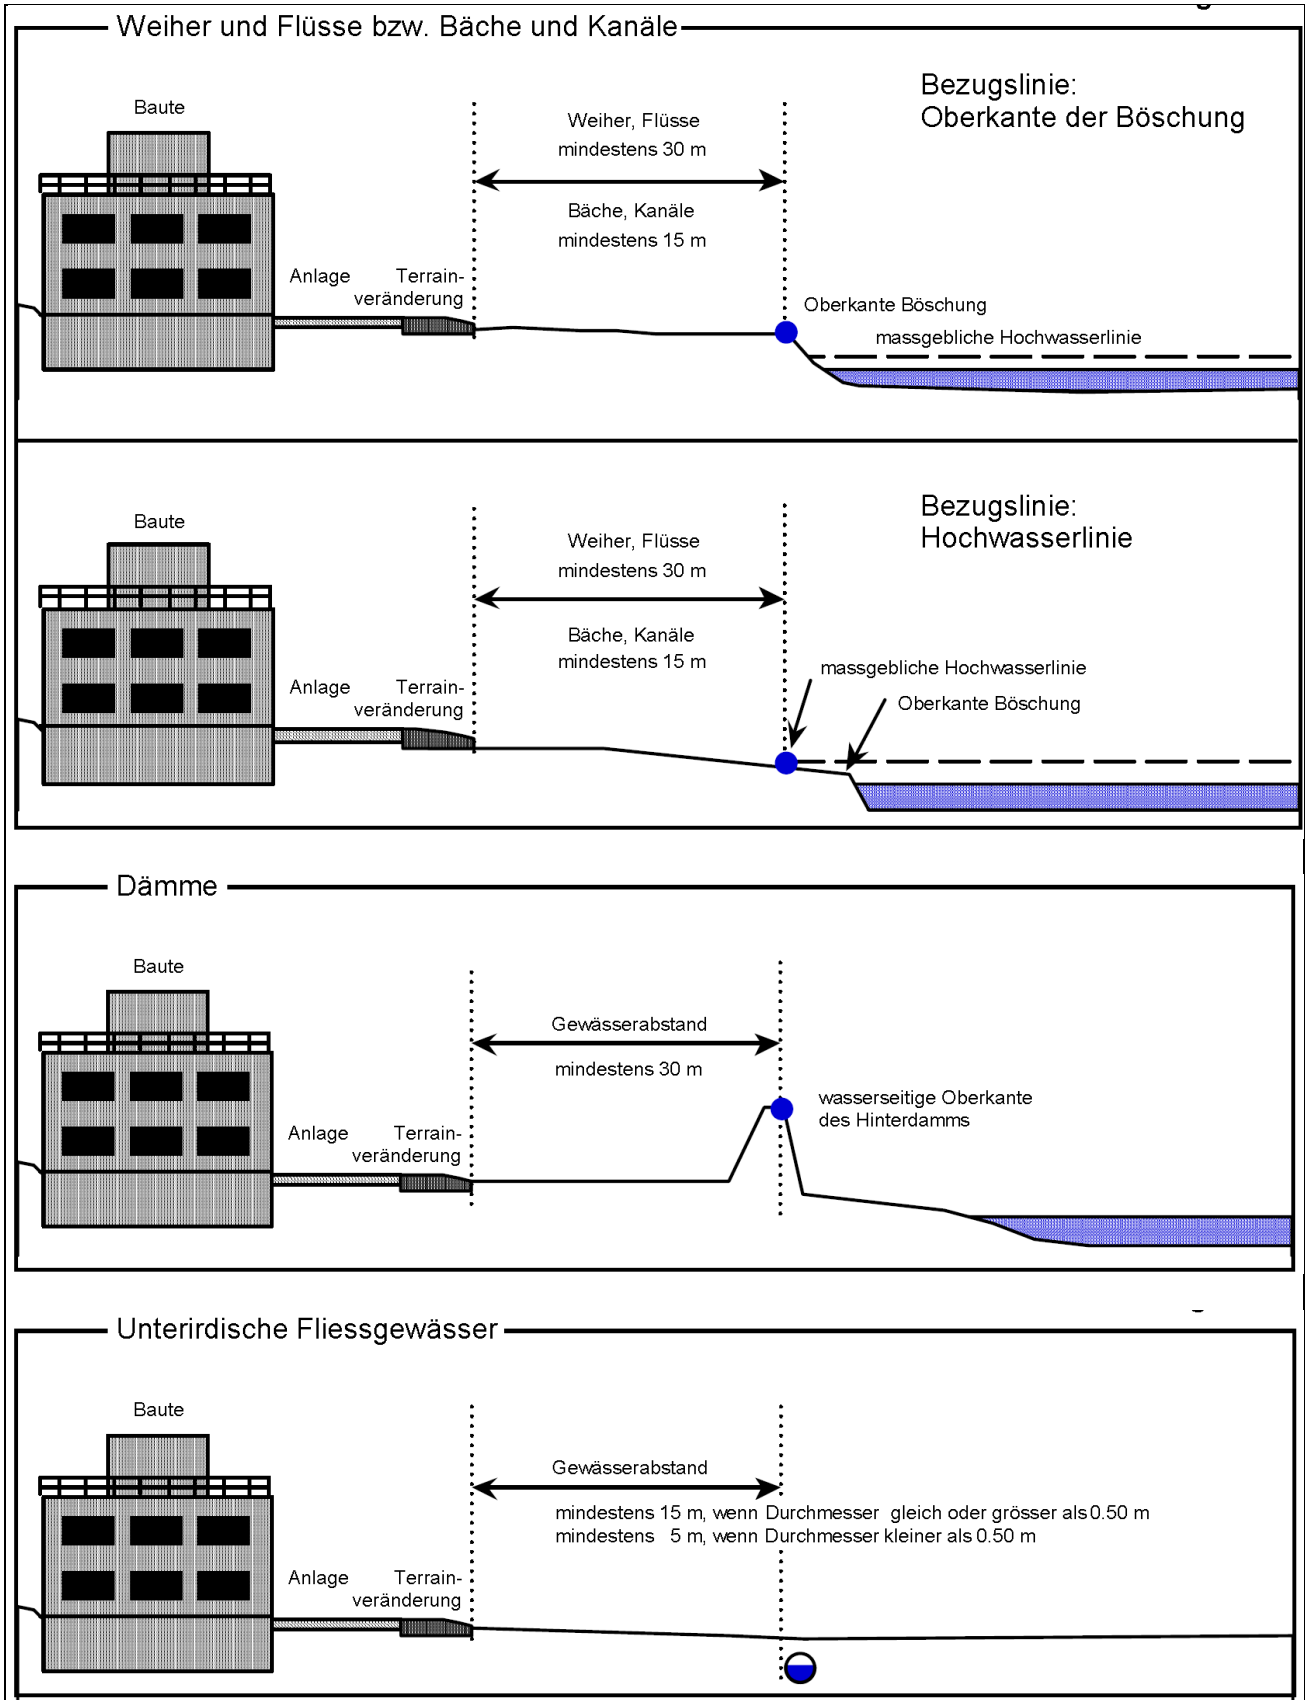 Weiher und Flüsse bzw. Bäche und Kanäle
Bezugslinie:
Oberkante der Böschung
Baute
Weiher, Flüsse
mindestens 30 m
Bäche, Kanäle
mindestens 15 m
Anlage
Terrain-
veränderung
Oberkante Böschung
massgebliche Hochwasserlinie
Bezugslinie:
Hochwasserlinie
Baute
Weiher, Flüsse
mindestens 30 m
Bäche, Kanäle
mindestens 15 m
Anlage
Terrain-
veränderung
massgebliche Hochwasserlinie
Oberkante Böschung
Dämme
Baute
Gewässerabstand
mindestens 30 m
wasserseitige Oberkante
des Hinterdamms
Anlage
Terrain-
veränderung
Unterirdische Fliessgewässer
Baute
Gewässerabstand
mindestens 15 m, wenn Durchmesser gleich oder grösser als 0.50 m
mindestens 5 m, wenn Durchmesser kleiner als 0.50 m
Anlage
Terrain-
veränderung